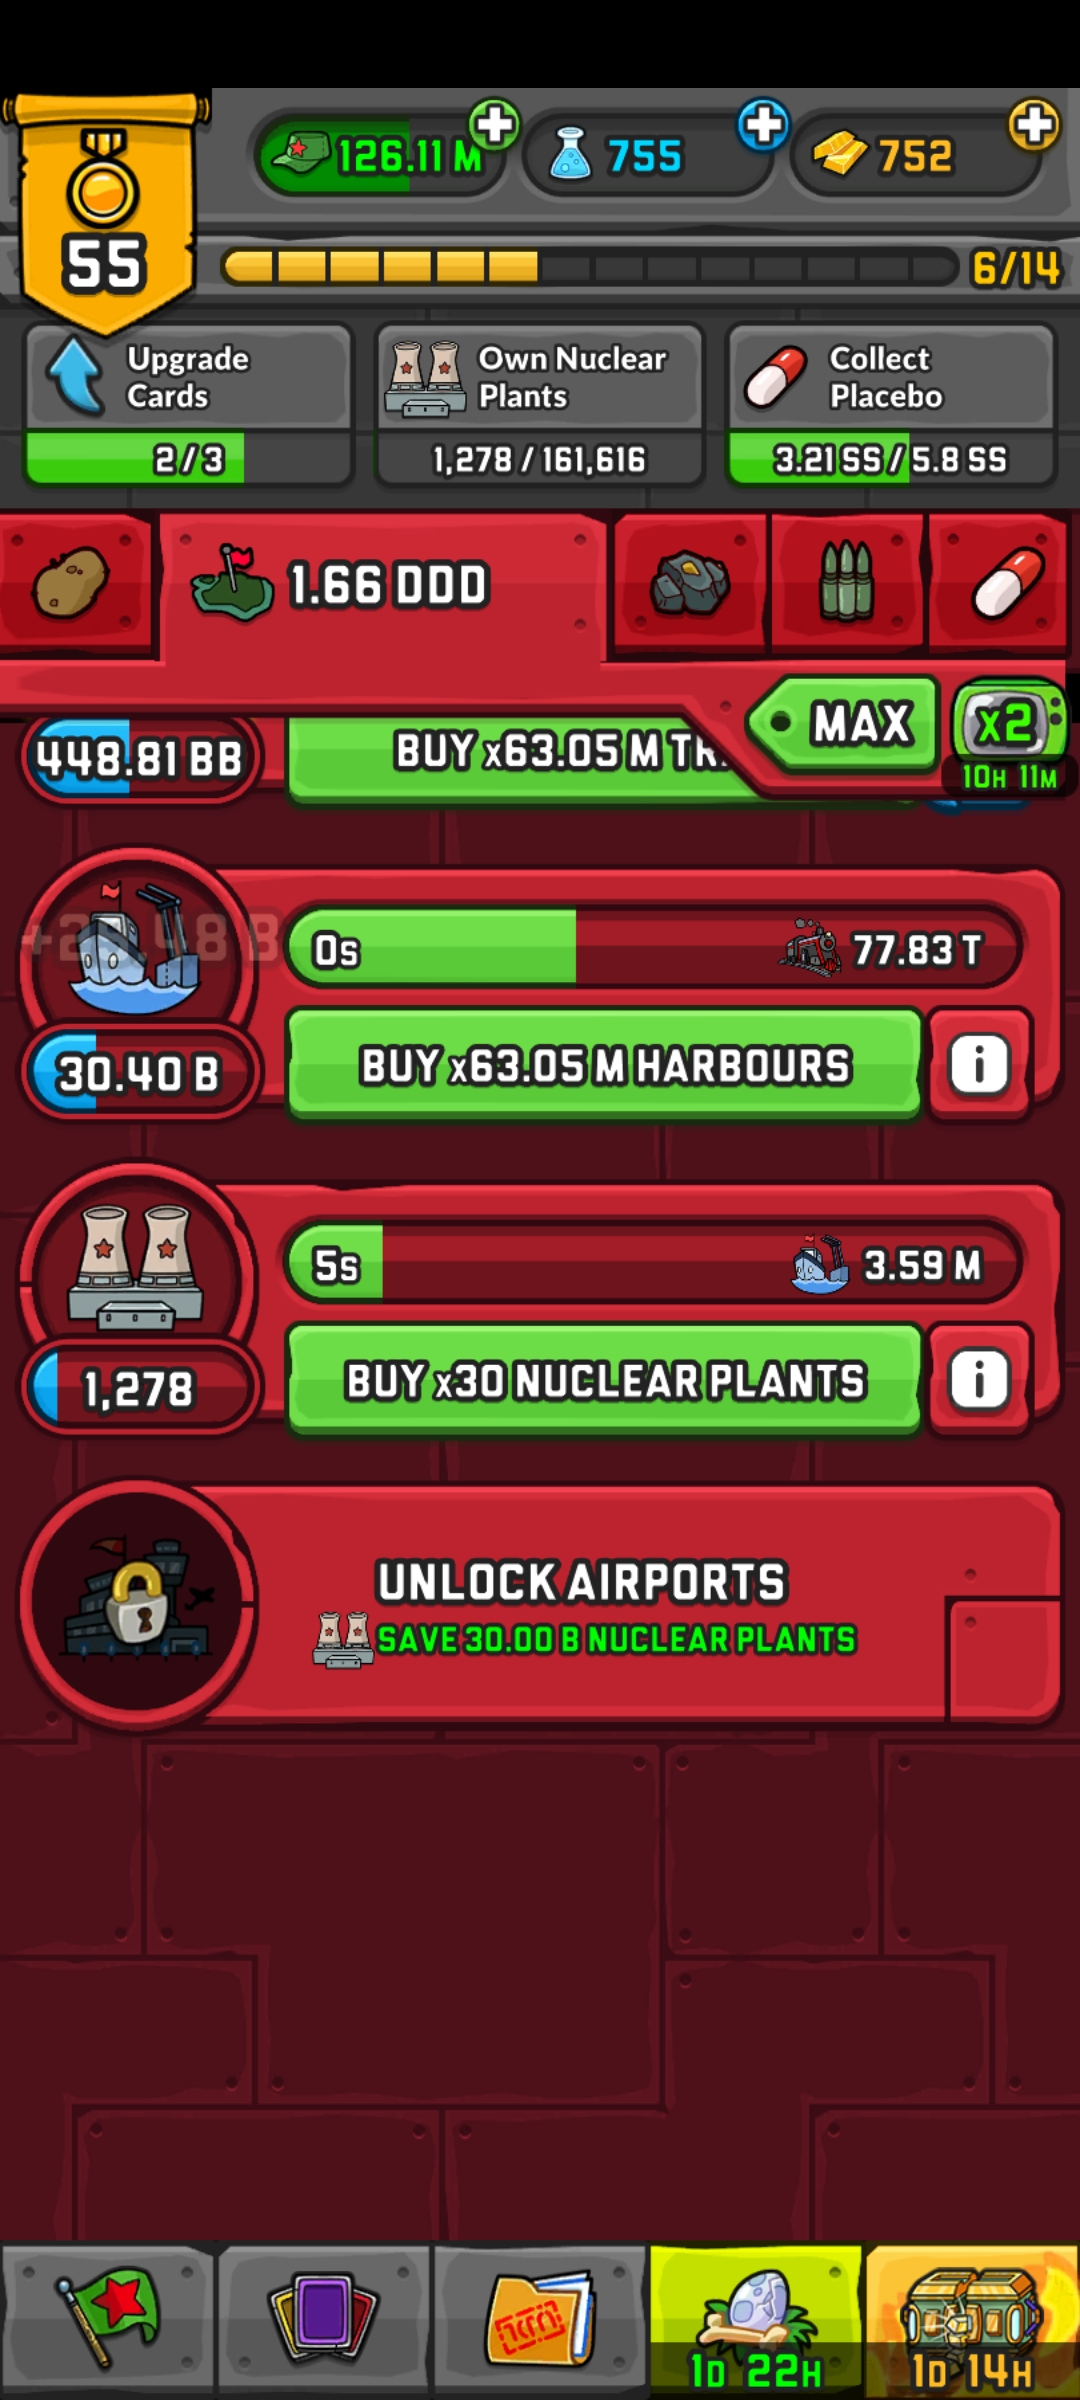 126.11 M
755
752
55
6/14
Upgrade
Cards
2/3
Own Nuclear
Plants
1,278 / 161,616
Collect
Placebo
3.21 SS / 5.8 SS
1.66 DDD
MAX
x2
10H 11M
448.81 BB
BUY x63.05 M
0s
77.83 T
30.40 B
BUY x63.05 M HARBOURS
i
5s
3.59 M
1,278
BUY x30 NUCLEAR PLANTS
i
UNLOCK AIRPORTS
SAVE 30.00 B NUCLEAR PLANTS
1D 22H
1D 14H